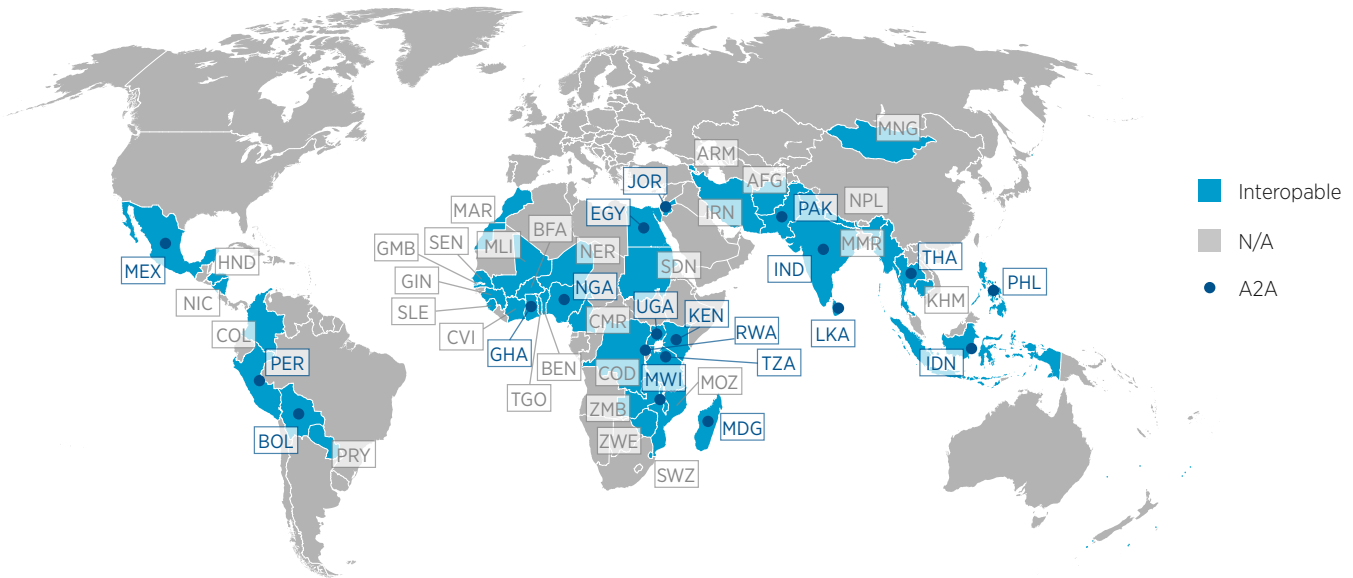 MNG
ARM
JOR
AFG
Interopable
NPL
PAK
MAR
EGY
IRN
BFA
N/A
SEN
MLI
NER
MMR
GMB
THA
HND
SDN
MEX
IND
GIN
NGA
PHL
A2A
NIC
UGA
KHM
SLE
KEN
CMR
COL
CVI
RWA
LKA
GHA
PER
BEN
TZA
IDN
COD
MWI
MOZ
TGO
ZMB
MDG
BOL
ZWE
PRY
SWZ